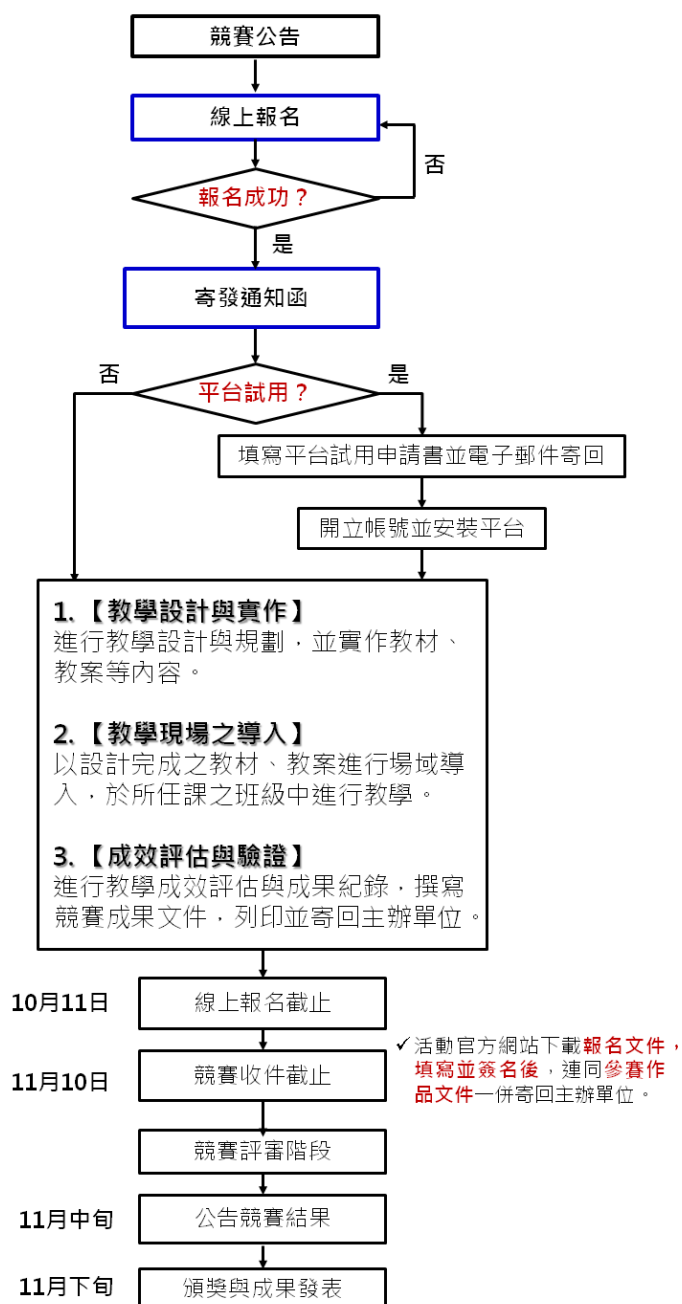 競賽公告
線上報名
否
報名成功？
是
寄發通知函
否
是
平台試用？
填寫平台試用申請書並電子郵件寄回
開立帳號並安裝平台
1.【教學設計與實作】
進行教學設計與規劃，並實作教材、
教案等內容。
2.【教學現場之導入】
以設計完成之教材、教案進行場域導
入，於所任課之班級中進行教學。
3.【成效評估與驗證】
進行教學成效評估與成果紀錄，撰寫
競賽成果文件，列印並寄回主辦單位。
10月11日
線上報名截止
11月10日
競賽收件截止
✓活動官方網站下載報名文件，
填寫並簽名後，連同參賽作
品文件一併寄回主辦單位。
競賽評審階段
11月中旬
公告競賽結果
11月下旬
頒獎與成果發表